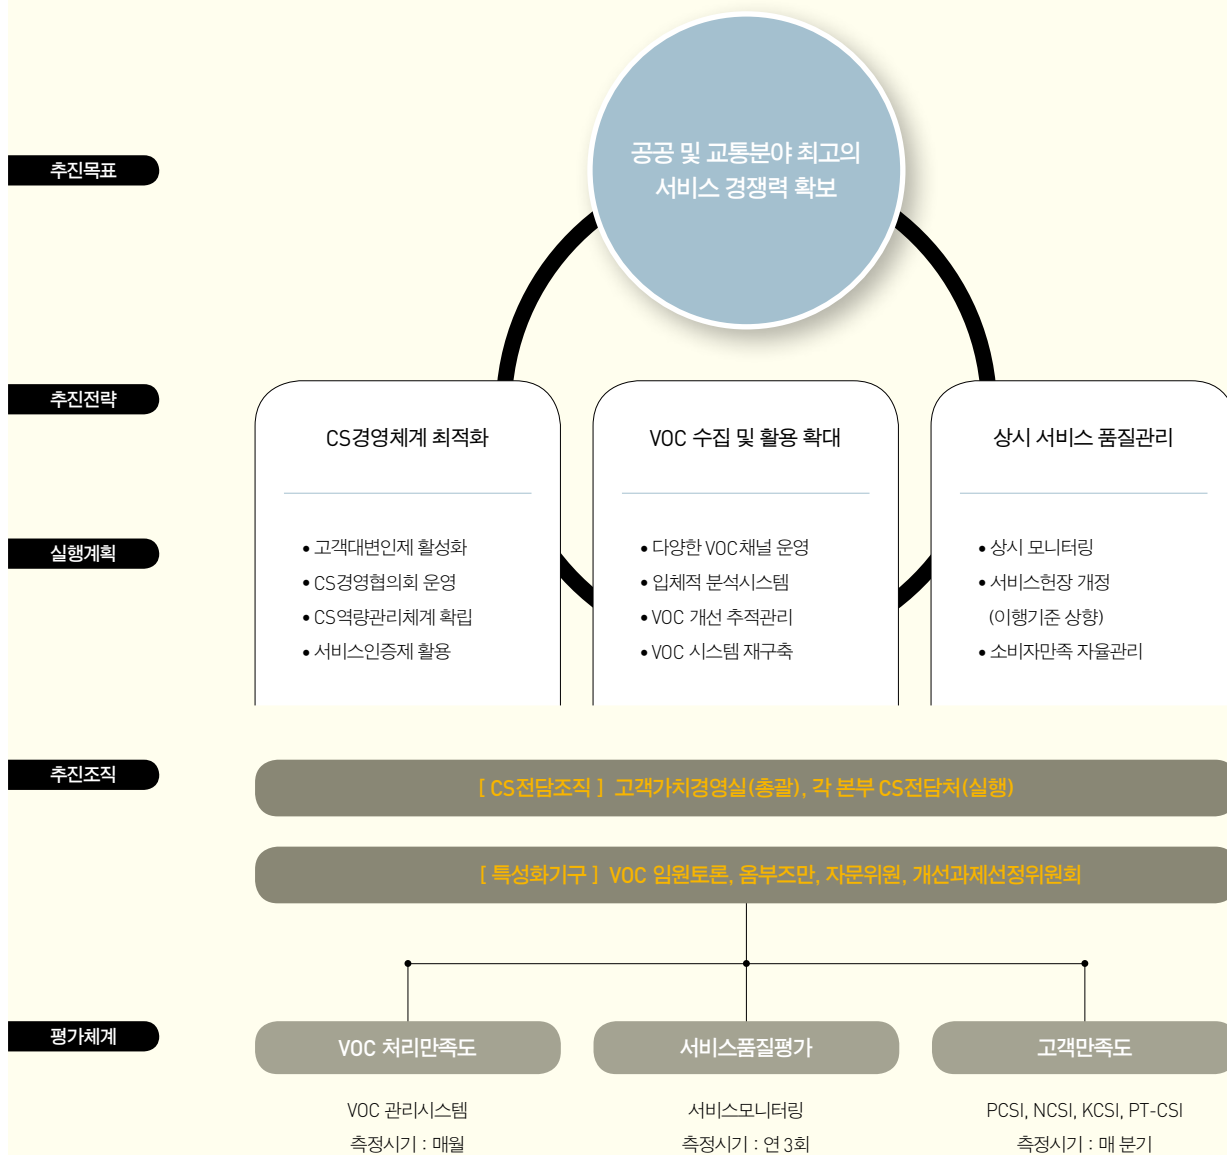 추진목표
공공 및 교통분야 최고의
서비스 경쟁력 확보
추진전략
CS경영체계 최적화
VOC 수집 및 활용 확대
상시 서비스 품질관리
실행계획
• 고객대변인제 활성화
• CS경영협의회 운영
• CS역량관리체계 확립
• 서비스인증제 활용
• 다양한 VOC채널 운영
• 입체적 분석시스템
• VOC 개선 추적관리
• VOC 시스템 재구축
• 상시 모니터링
• 서비스헌장 개정
(이행기준 상향)
• 소비자만족 자율관리
추진조직
[ CS전담조직 ] 고객가치경영실(총괄), 각 본부 CS전담처(실행)
[ 특성화기구 ] VOC 임원토론, 옴부즈만, 자문위원, 개선과제선정위원회
평가체계
VOC 처리만족도
VOC 관리시스템
측정시기 : 매월
서비스품질평가
서비스모니터링
측정시기 : 연 3회
고객만족도
PCSI, NCSI, KCSI, PT-CSI
측정시기 : 매 분기